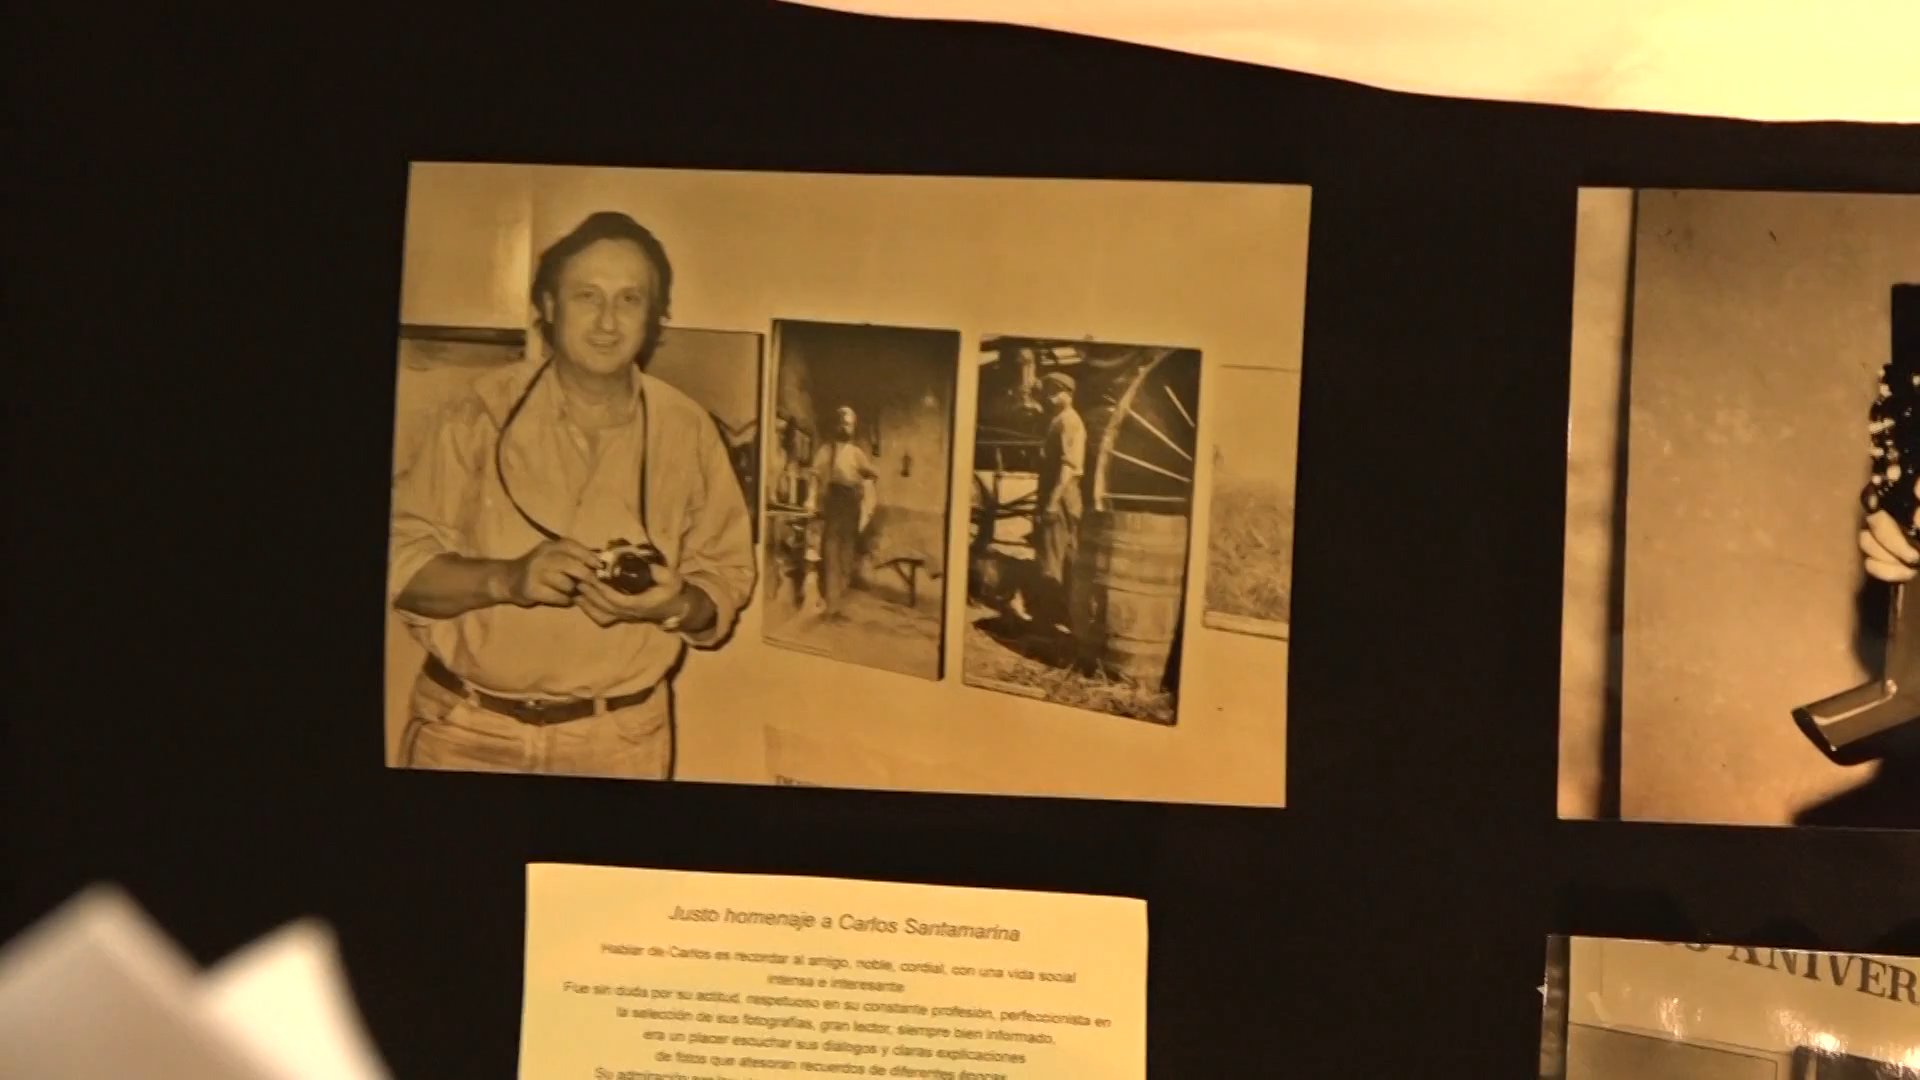 Justo homenaje a Carlos Santamarina
Hablar de Carlos es recordar al amigo, noble, cordial, con una vida social
intensa e interesante
Fue sin duda por su actitud, respetuoso en su constante profesión, perfeccionista en
la selección de sus fotografías, gran lector, siempre bien informado,
era un placer escuchar sus dialogos y claras explicaciones
de fotos que atesoran recuerdos de diferentes épocas
Su admiración
ANIVER